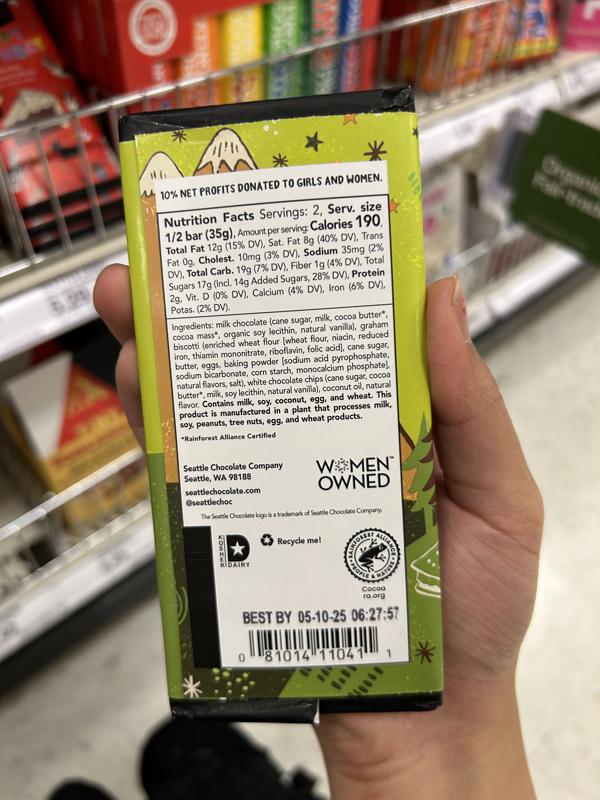 10% NET PROFITS DONATED TO GIRLS AND WOMEN.
Nutrition Facts Servings: 2, Serv. size
1/2 bar (35g), Amount per serving: Calories 190,
Total Fat 12g (15% DV), Sat. Fat 8g (40% DV), Trans
Fat 0g, Cholest. 10mg (3% DV), Sodium 35mg (2%
DV), Total Carb. 19g (7% DV), Fiber 1g (4% DV), Total
Sugars 17g (Incl. 14g Added Sugars, 28% DV), Protein
2g, Vit. D (0% DV), Calcium (4% DV), Iron (6% DV),
Potas. (2% DV).
Ingredients: milk chocolate (cane sugar, milk, cocoa butter*,
cocoa mass*, organic soy lecithin, natural vanilla), graham
biscotti (enriched wheat flour [wheat flour, niacin, reduced
iron, thiamin mononitrate, riboflavin, folic acid], cane sugar,
butter, eggs, baking powder [sodium acid pyrophosphate,
sodium bicarbonate, corn starch, monocalcium phosphate],
natural flavors, salt), white chocolate chips (cane sugar, cocoa
butter*, milk, soy lecithin, natural vanilla), coconut oil, natural
flavor. Contains milk, soy, coconut, egg, and wheat. This
product is manufactured in a plant that processes milk,
soy, peanuts, tree nuts, egg, and wheat products.
*Rainforest Alliance Certified
Seattle Chocolate Company
Seattle, WA 98188
seattlechocolate.com
@seattlechoc
WOMEN™
OWNED
The Seattle Chocolate logo is a trademark of Seattle Chocolate Company.
KOSHER
D
DAIRY
Recycle me!
RAINFOREST ALLIANCE
PEOPLE & NATURE
Cocoa
ra.org
BEST BY 05-10-25 06:27:57
0 81014 11041 1
Organic
Fair-trade